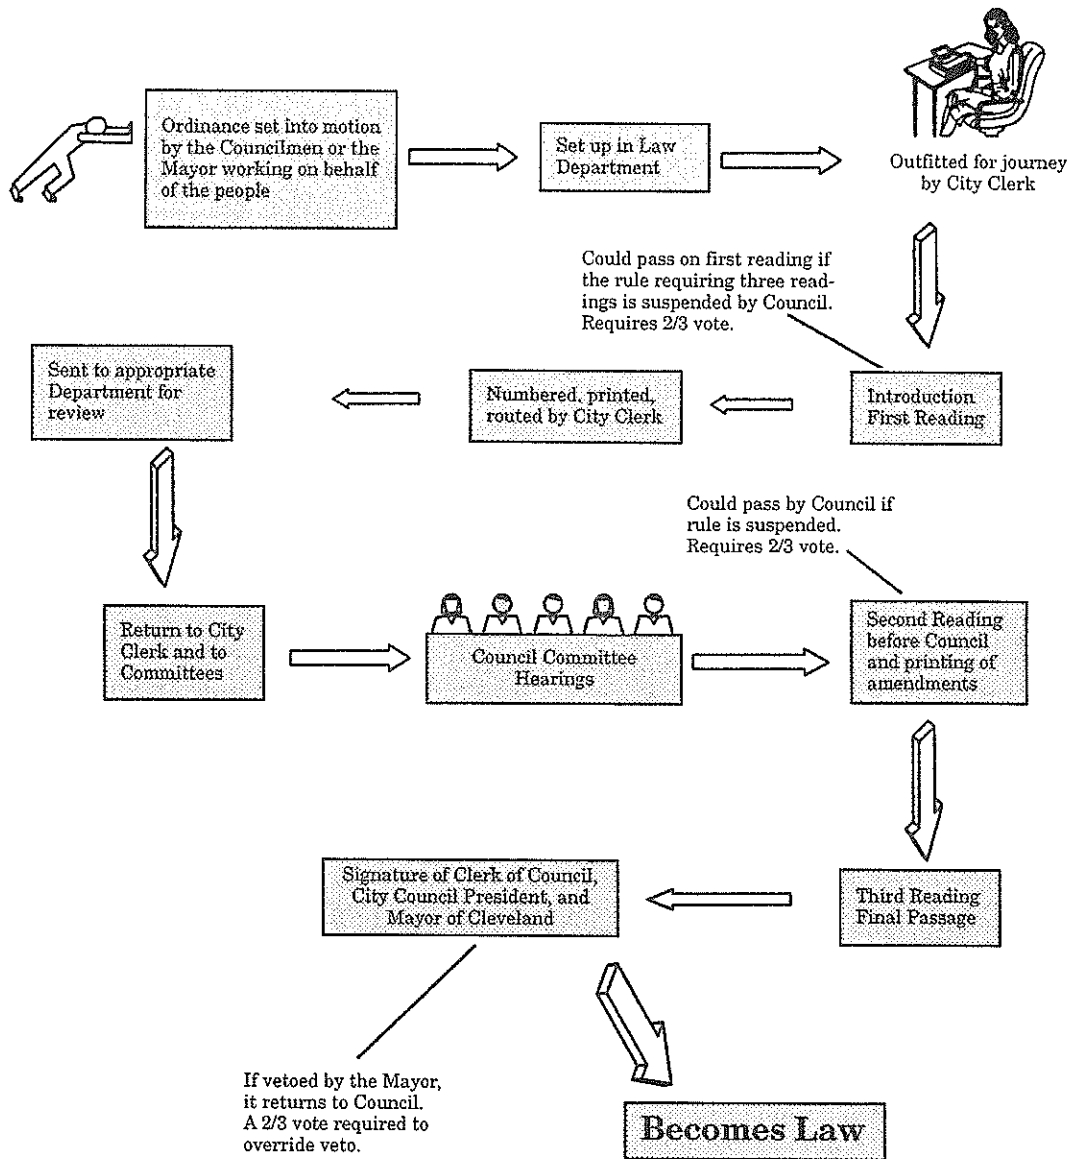 Ordinance set into motion
by the Councilmen or the
Mayor working on behalf
of the people
Set up in Law
Department
Outfitted for journey
by City Clerk
Could pass on first reading if
the rule requiring three read-
ings is suspended by Council.
Requires 2/3 vote.
Introduction
First Reading
Numbered, printed,
routed by City Clerk
Sent to appropriate
Department for
review
Return to City
Clerk and to
Committees
Council Committee
Hearings
Could pass by Council if
rule is suspended.
Requires 2/3 vote.
Second Reading
before Council
and printing of
amendments
Third Reading
Final Passage
Signature of Clerk of Council,
City Council President, and
Mayor of Cleveland
If vetoed by the Mayor,
it returns to Council.
A 2/3 vote required to
override veto.
Becomes Law